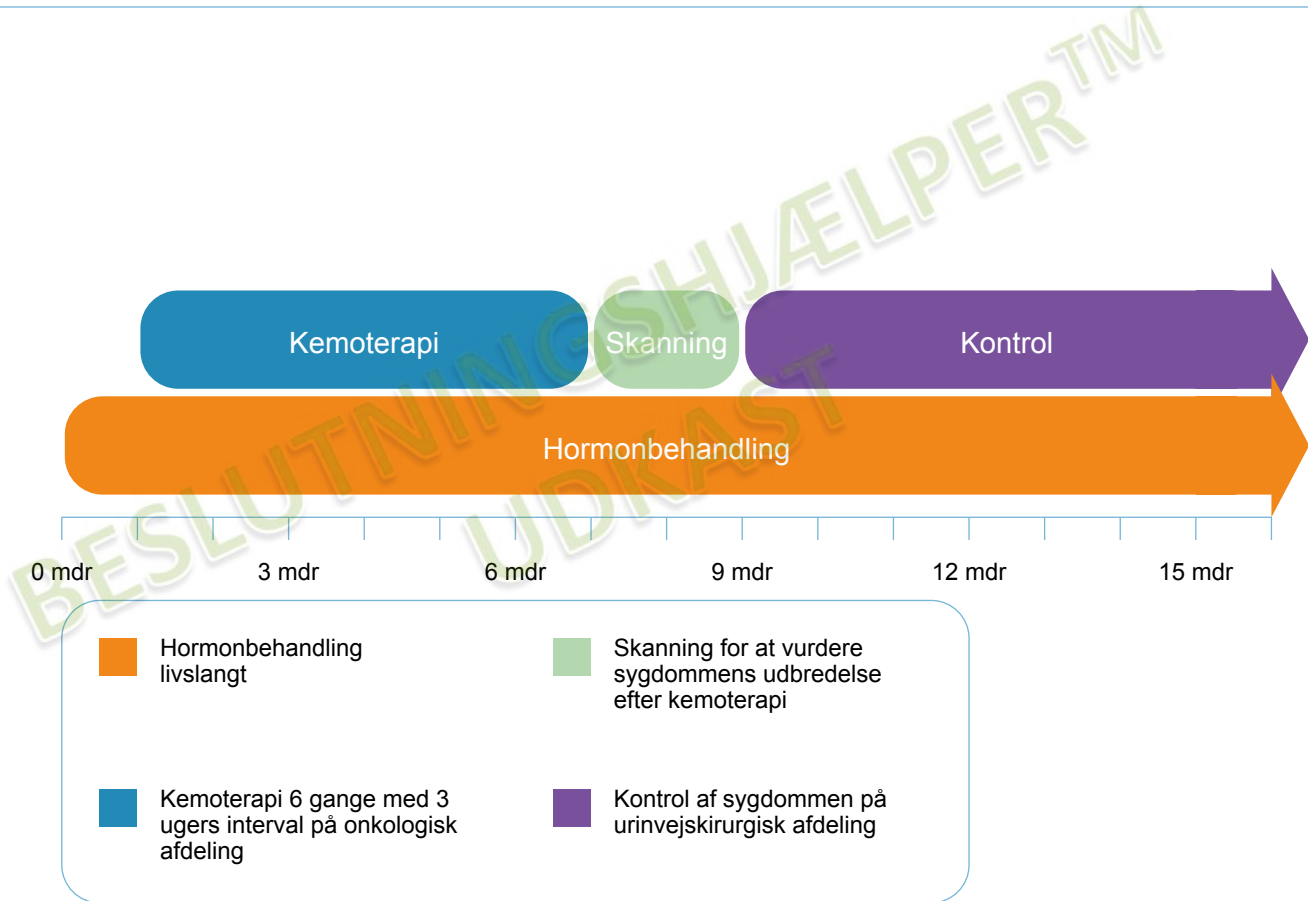 BESLUTNINGSHJÆLPER™
UDKAST
Kemoterapi
Skanning
Kontrol
Hormonbehandling
0 mdr
3 mdr
6 mdr
9 mdr
12 mdr
15 mdr
Hormonbehandling
livslangt
Skanning for at vurdere
sygdommens udbredelse
efter kemoterapi
Kemoterapi 6 gange med 3
ugers interval på onkologisk
afdeling
Kontrol af sygdommen på
urinvejskirurgisk afdeling